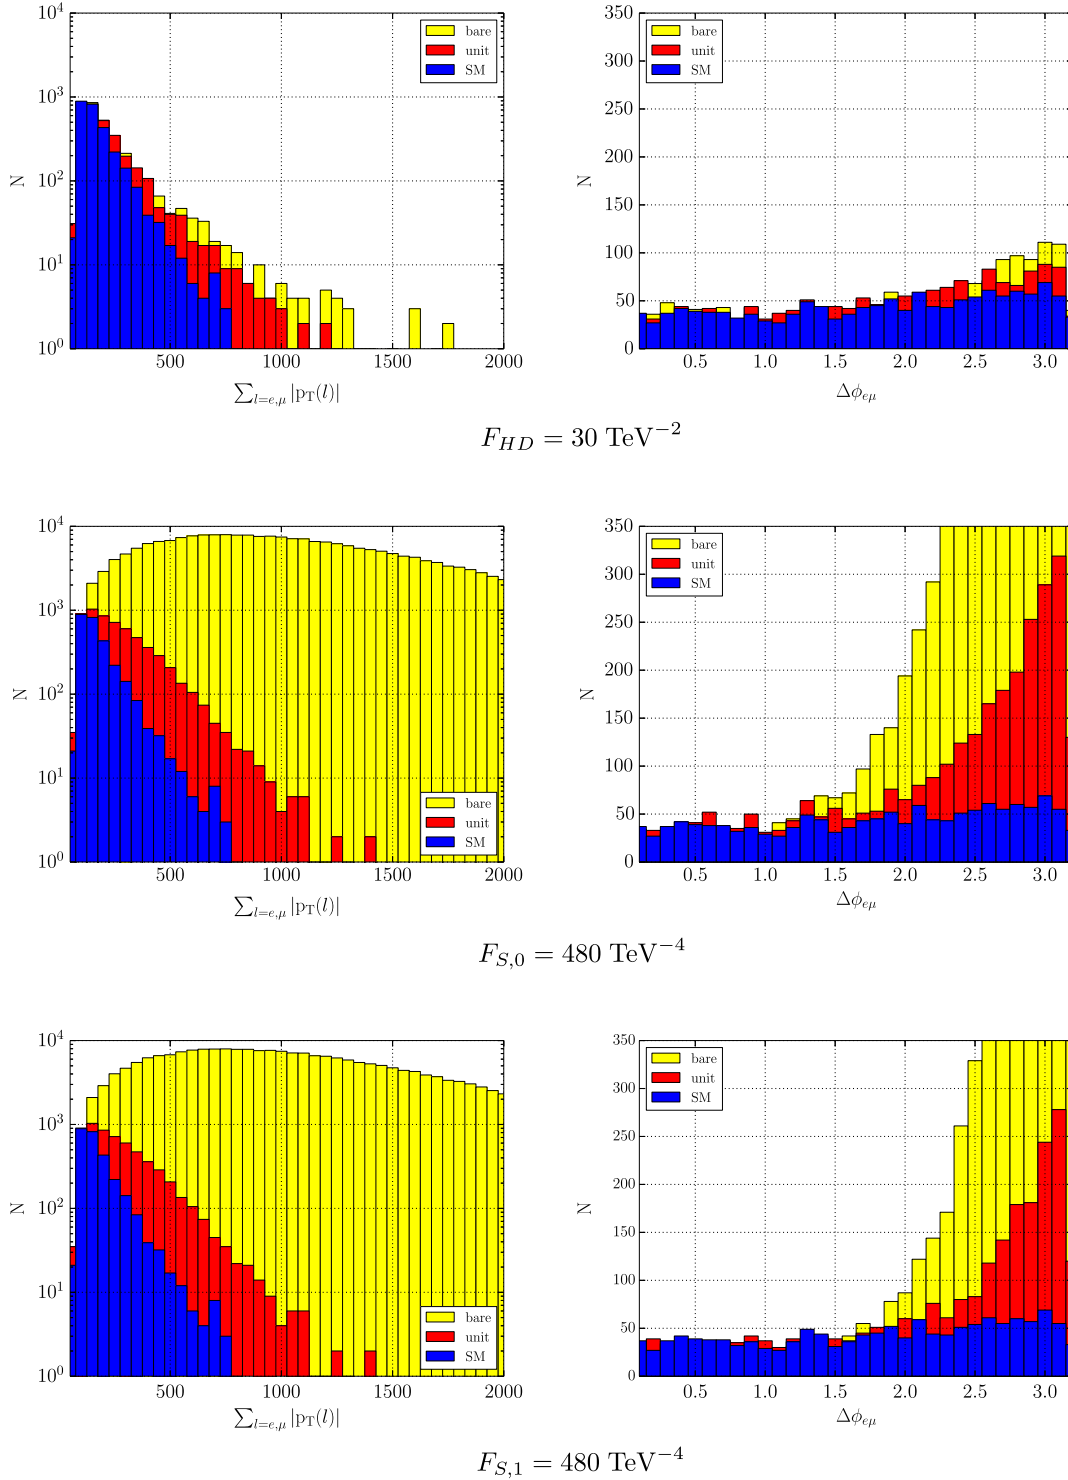 10^4
10^3
10^2
10^1
10^0
N
bare
unit
SM
500
1000
1500
2000
∑_{l=e,μ} |p_T(l)|
350
300
250
200
150
100
50
0
N
bare
unit
SM
0.5
1.0
1.5
2.0
2.5
3.0
Δϕ_{eμ}
F_{HD} = 30 TeV^{−2}
10^4
10^3
10^2
10^1
10^0
N
bare
unit
SM
500
1000
1500
2000
∑_{l=e,μ} |p_T(l)|
350
300
250
200
150
100
50
0
N
bare
unit
SM
0.5
1.0
1.5
2.0
2.5
3.0
Δϕ_{eμ}
F_{S,0} = 480 TeV^{−4}
10^4
10^3
10^2
10^1
10^0
N
bare
unit
SM
500
1000
1500
2000
∑_{l=e,μ} |p_T(l)|
350
300
250
200
150
100
50
0
N
bare
unit
SM
0.5
1.0
1.5
2.0
2.5
3.0
Δϕ_{eμ}
F_{S,1} = 480 TeV^{−4}